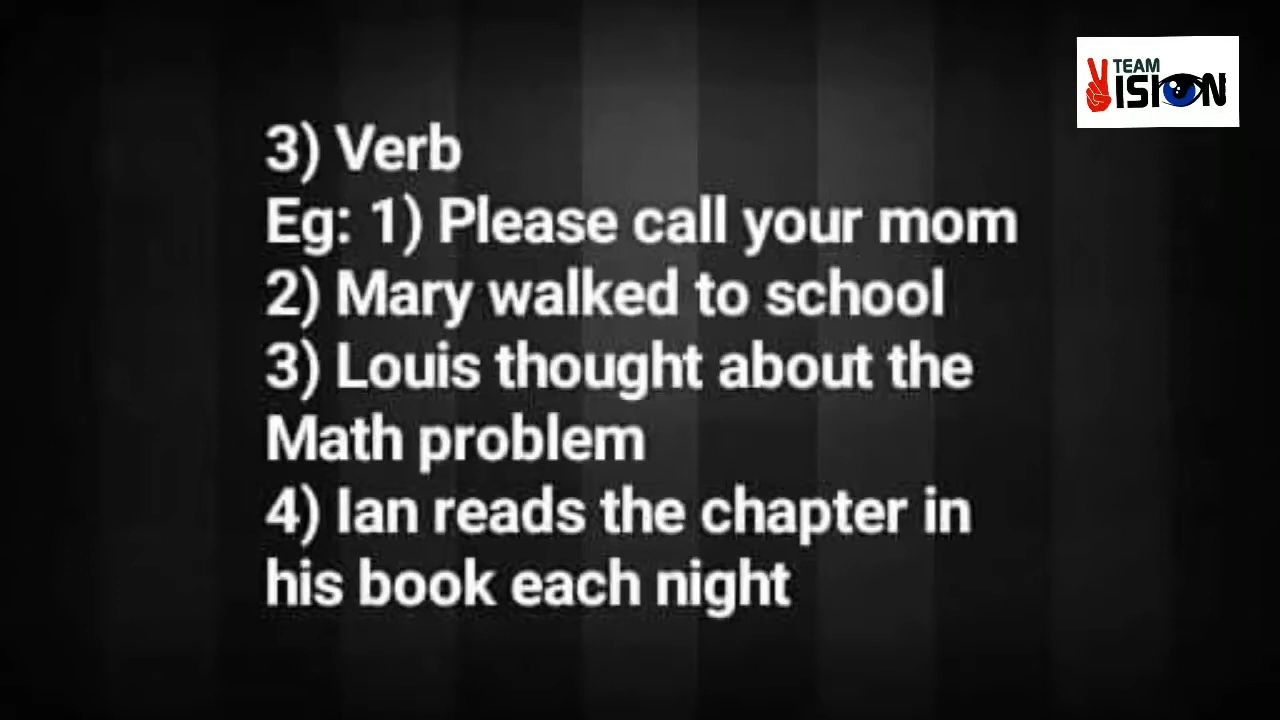 TEAM
VISION
3) Verb
Eg: 1) Please call your mom
2) Mary walked to school
3) Louis thought about the
Math problem
4) Ian reads the chapter in
his book each night